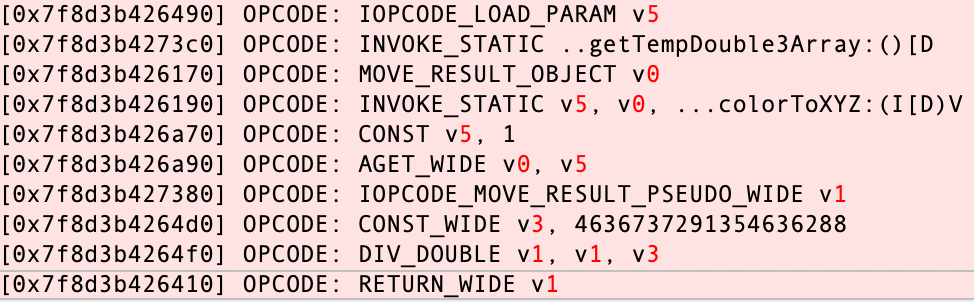 [0x7f8d3b426490] OPCODE: IOPCODE_LOAD_PARAM v5
[0x7f8d3b4273c0] OPCODE: INVOKE_STATIC ..getTempDouble3Array:()[D
[0x7f8d3b426170] OPCODE: MOVE_RESULT_OBJECT v0
[0x7f8d3b426190] OPCODE: INVOKE_STATIC v5, v0, ...colorToXYZ:(I[D)V
[0x7f8d3b426a70] OPCODE: CONST v5, 1
[0x7f8d3b426a90] OPCODE: AGET_WIDE v0, v5
[0x7f8d3b427380] OPCODE: IOPCODE_MOVE_RESULT_PSEUDO_WIDE v1
[0x7f8d3b4264d0] OPCODE: CONST_WIDE v3, 4636737291354636288
[0x7f8d3b4264f0] OPCODE: DIV_DOUBLE v1, v1, v3
[0x7f8d3b426410] OPCODE: RETURN_WIDE v1